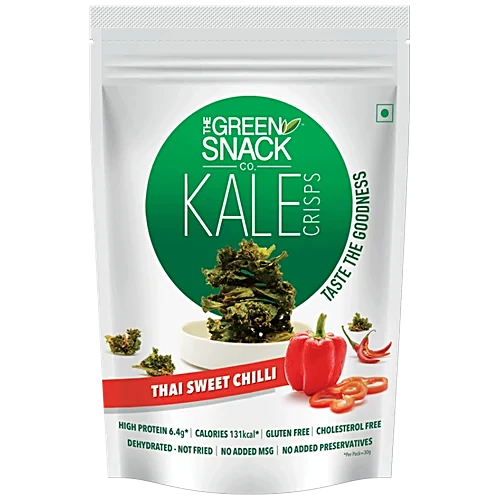 THE
GREEN
SNACK
CO.
KALE
CRISPS
TASTE THE GOODNESS
THAI SWEET CHILLI
HIGH PROTEIN 6.4g* | CALORIES 131kcal* | GLUTEN FREE | CHOLESTEROL FREE
DEHYDRATED - NOT FRIED | NO ADDED MSG | NO ADDED PRESERVATIVES
*Per Pack=30g